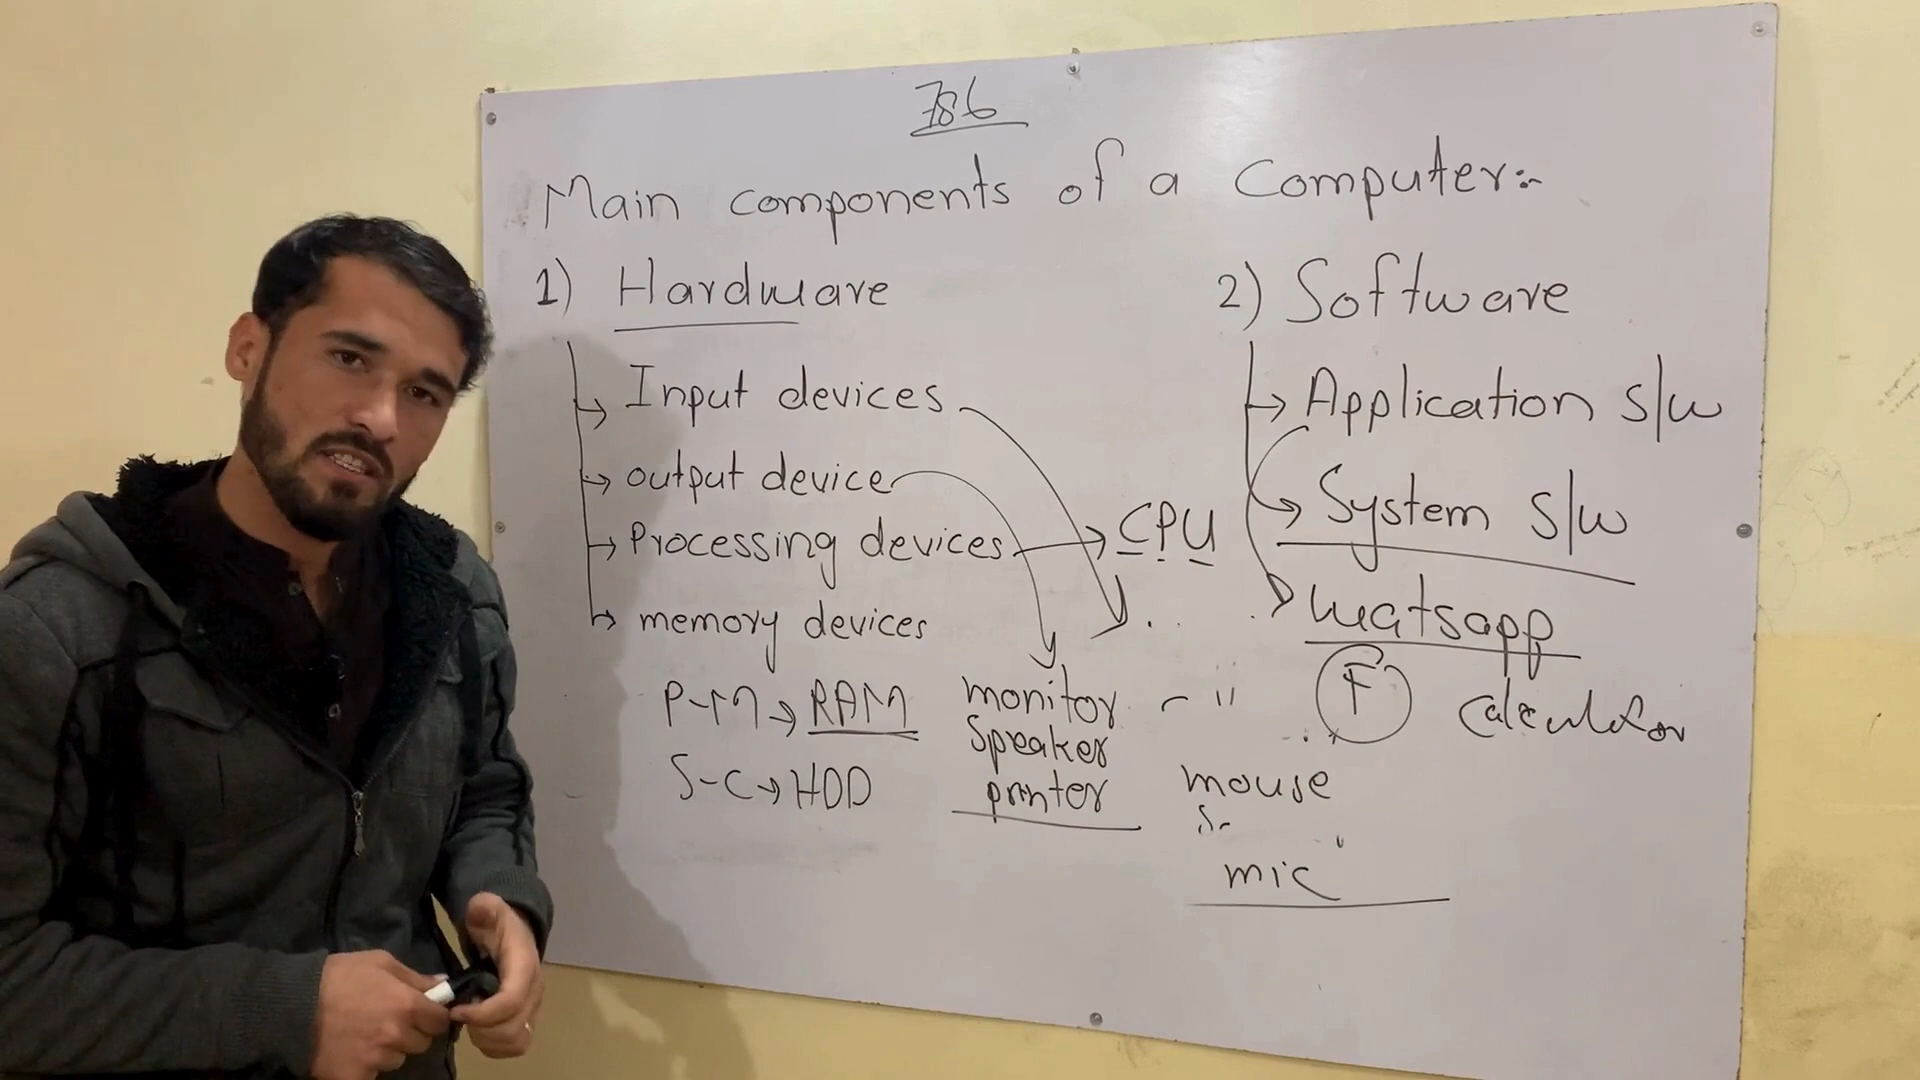 786
Main components of a Computer:-
1) Hardware
Input devices
output device
Processing devices → CPU
memory devices
P-M → RAM
S-C → HDD
monitor
Speaker
printer
mouse
mic
2) Software
Application s/w
System s/w
watsapp
F
Calculator